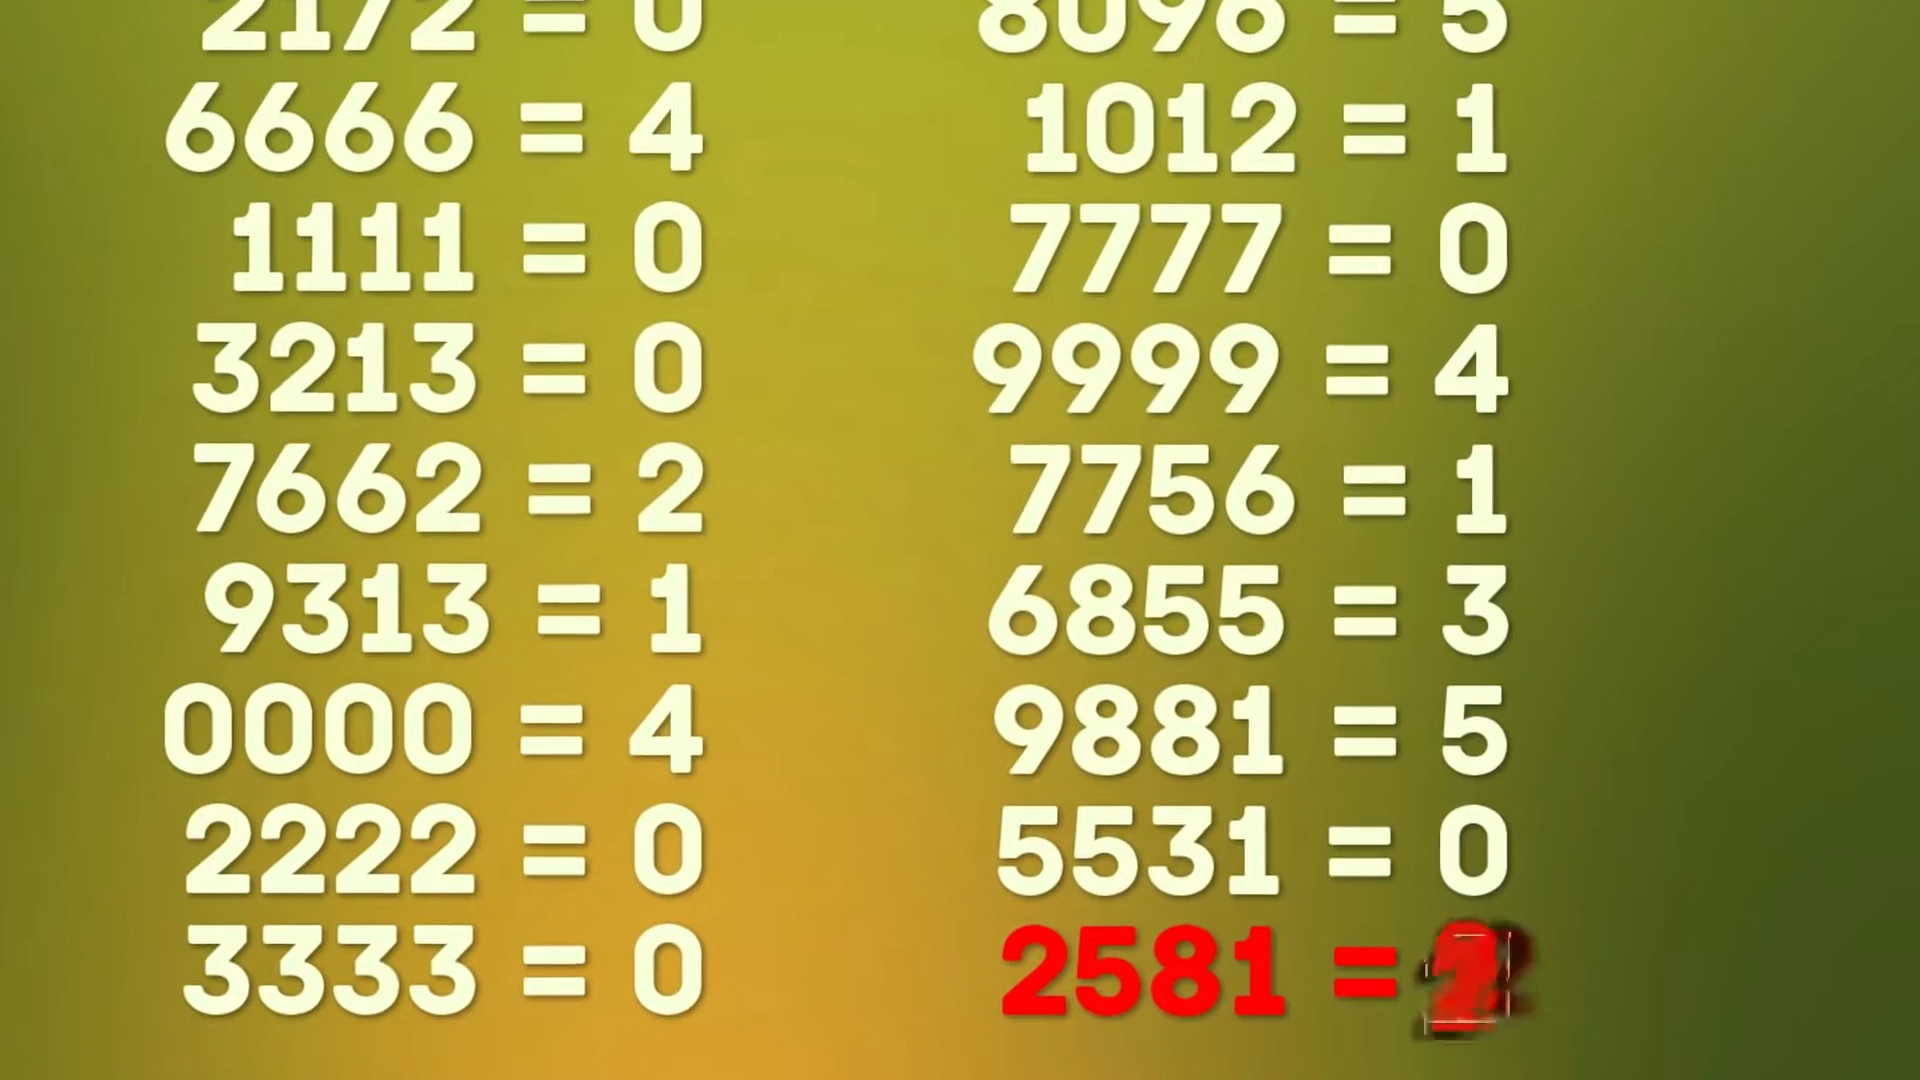 2172 = 0
6666 = 4
1111 = 0
3213 = 0
7662 = 2
9313 = 1
0000 = 4
2222 = 0
3333 = 0
8096 = 5
1012 = 1
7777 = 0
9999 = 4
7756 = 1
6855 = 3
9881 = 5
5531 = 0
2581 =